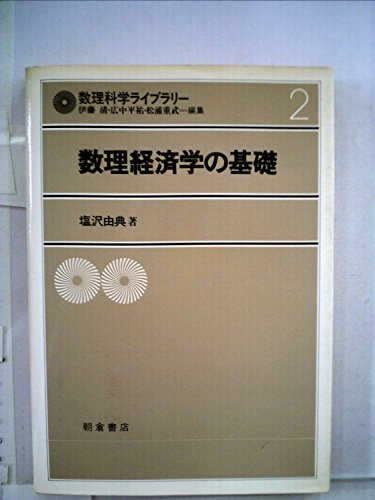 数理科学ライブラリー
伊藤 清・広中平祐・松浦重武―編集
2
数理経済学の基礎
塩沢由典 著
朝倉書店